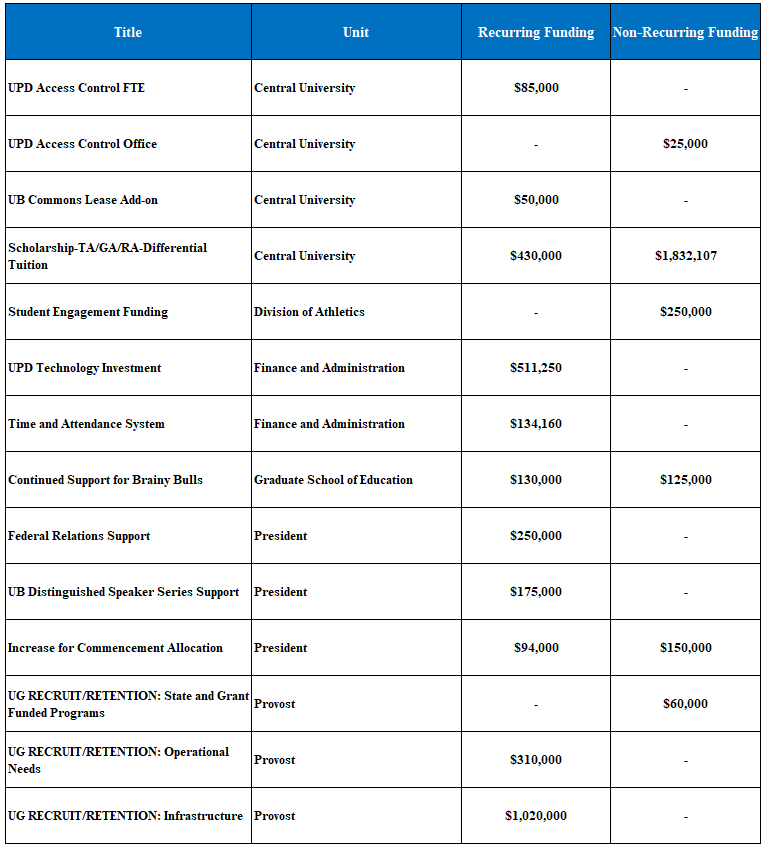 Title Unit Recurring Funding Non-Recurring Funding
UPD Access Control FTE Central University $85,000 -
UPD Access Control Office Central University - $25,000
UB Commons Lease Add-on Central University $50,000 -
Scholarship-TA/GA/RA-Differential
Tuition Central University $430,000 $1,832,107
Student Engagement Funding Division of Athletics - $250,000
UPD Technology Investment Finance and Administration $511,250 -
Time and Attendance System Finance and Administration $134,160 -
Continued Support for Brainy Bulls Graduate School of Education $130,000 $125,000
Federal Relations Support President $250,000 -
UB Distinguished Speaker Series Support President $175,000 -
Increase for Commencement Allocation President $94,000 $150,000
UG RECRUIT/RETENTION: State and Grant
Funded Programs Provost - $60,000
UG RECRUIT/RETENTION: Operational
Needs Provost $310,000 -
UG RECRUIT/RETENTION: Infrastructure Provost $1,020,000 -